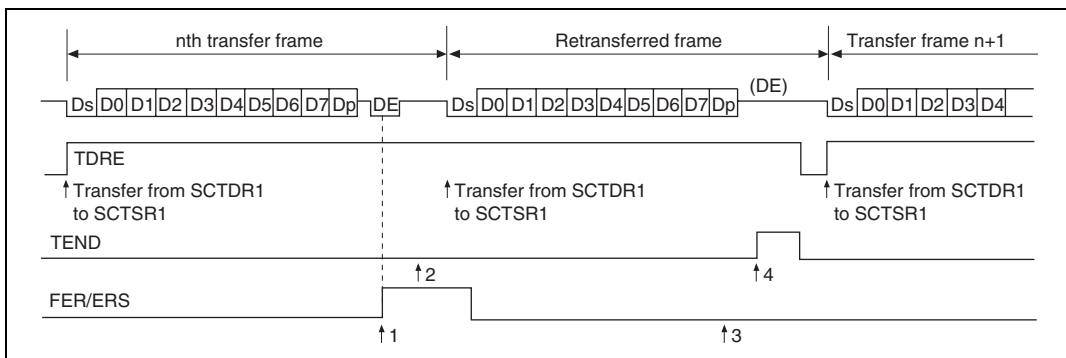 nth transfer frame Retransferred frame Transfer frame n+1
(DE)
Ds D0 D1 D2 D3 D4 D5 D6 D7 Dp DE Ds D0 D1 D2 D3 D4 D5 D6 D7 Dp Ds D0 D1 D2 D3 D4
TDRE
Transfer from SCTDR1 Transfer from SCTDR1 Transfer from SCTDR1
to SCTSR1 to SCTSR1 to SCTSR1
TEND
2 4
FER/ERS
1 3